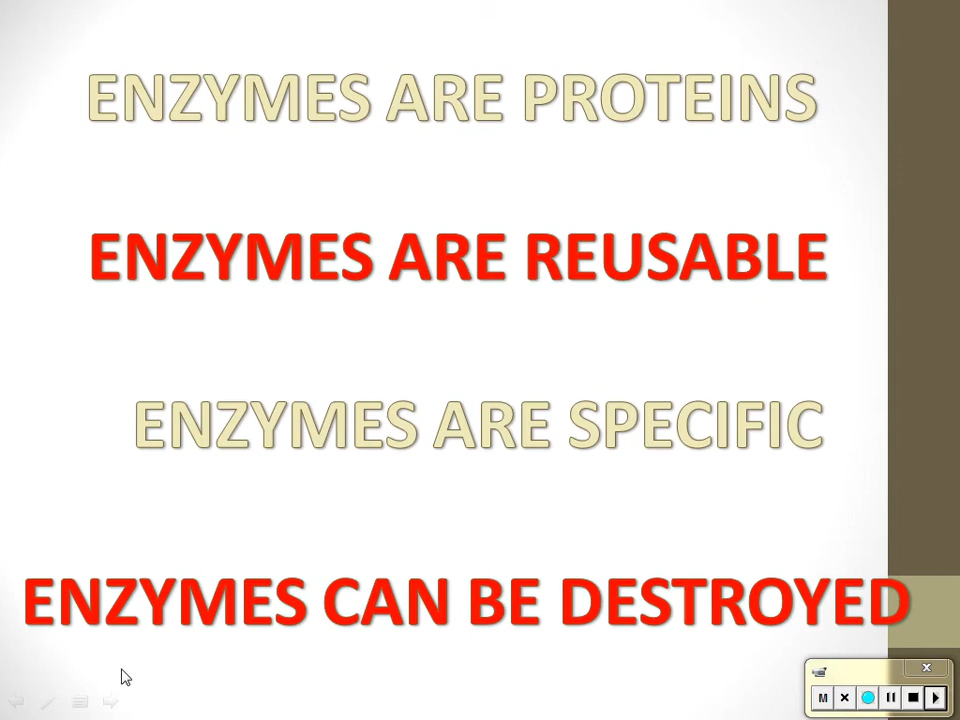 ENZYMES ARE PROTEINS
ENZYMES ARE REUSABLE
ENZYMES ARE SPECIFIC
ENZYMES CAN BE DESTROYED
M